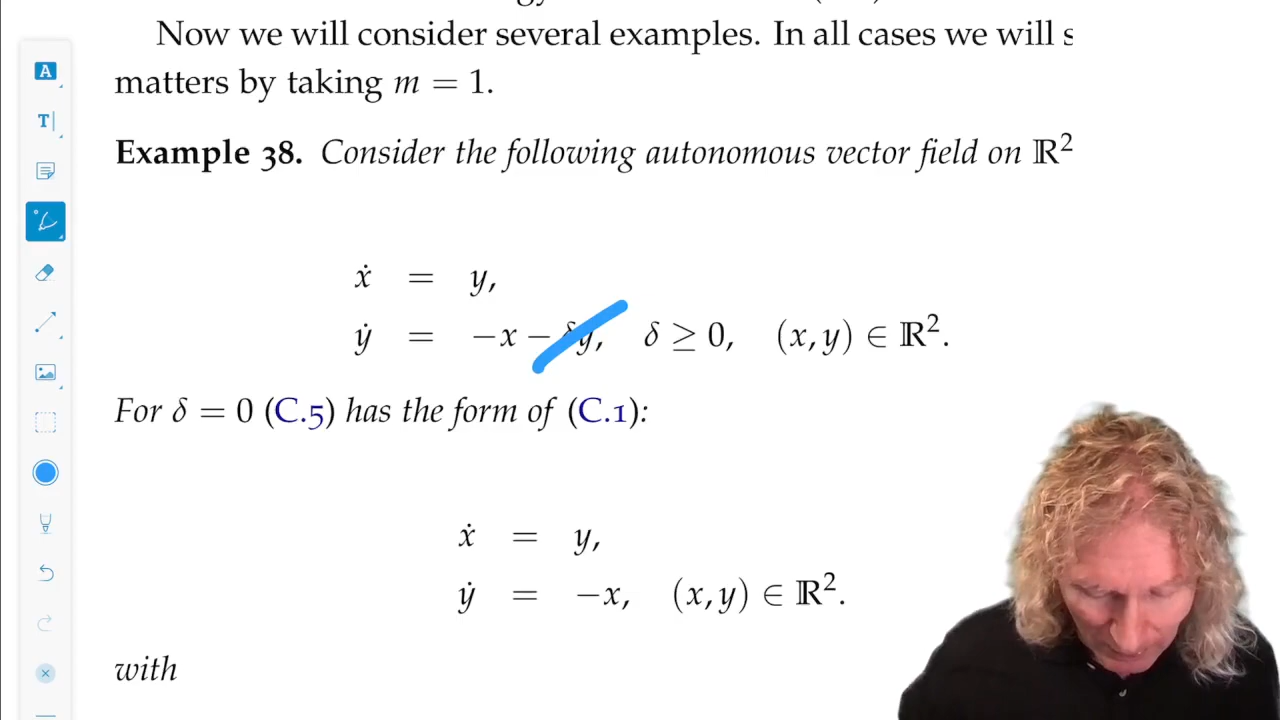 Now we will consider several examples. In all cases we will s
matters by taking m = 1.
Example 38. Consider the following autonomous vector field on ℝ²
ẋ = y,
ẏ = −x − δy, δ ≥ 0, (x, y) ∈ ℝ².
For δ = 0 (C.5) has the form of (C.1):
ẋ = y,
ẏ = −x, (x, y) ∈ ℝ².
with
A
T